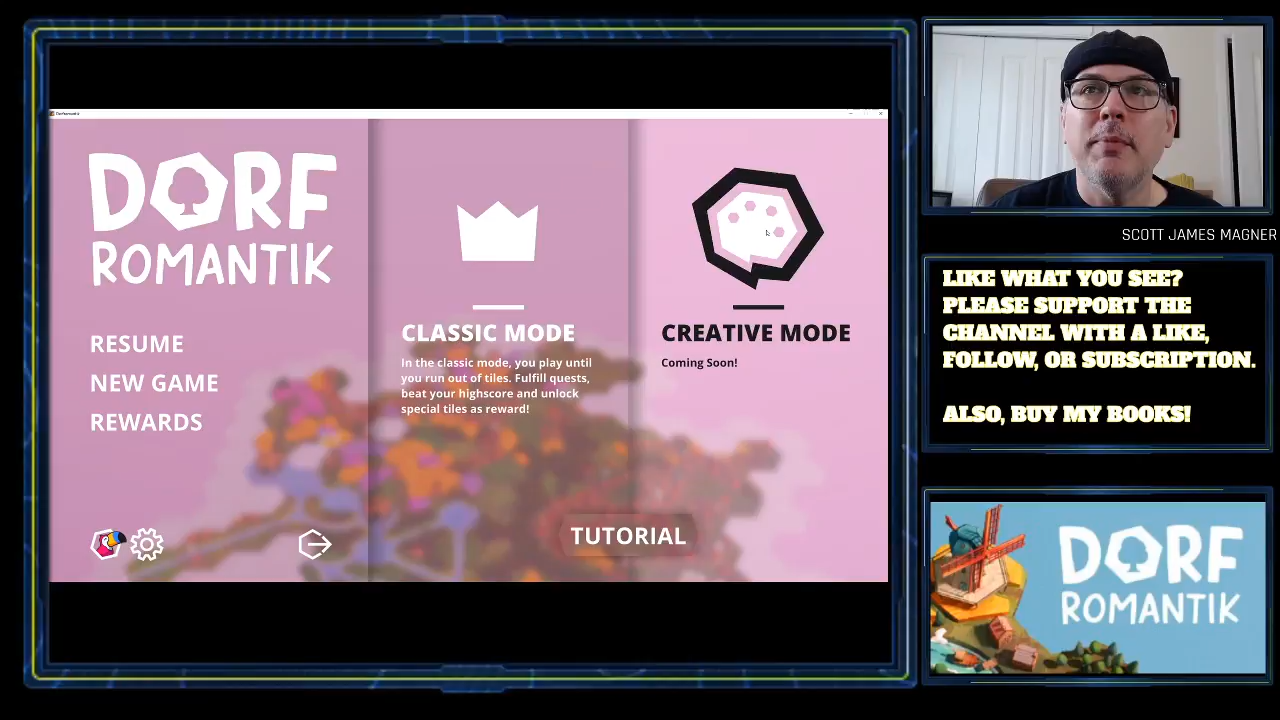 Dorfromantik
DORF
ROMANTIK
RESUME
NEW GAME
REWARDS
CLASSIC MODE
In the classic mode, you play until
you run out of tiles. Fulfill quests,
beat your highscore and unlock
special tiles as reward!
CREATIVE MODE
Coming Soon!
TUTORIAL
SCOTT JAMES MAGNER
LIKE WHAT YOU SEE?
PLEASE SUPPORT THE
CHANNEL WITH A LIKE,
FOLLOW, OR SUBSCRIPTION.
ALSO, BUY MY BOOKS!
DORF
ROMANTIK